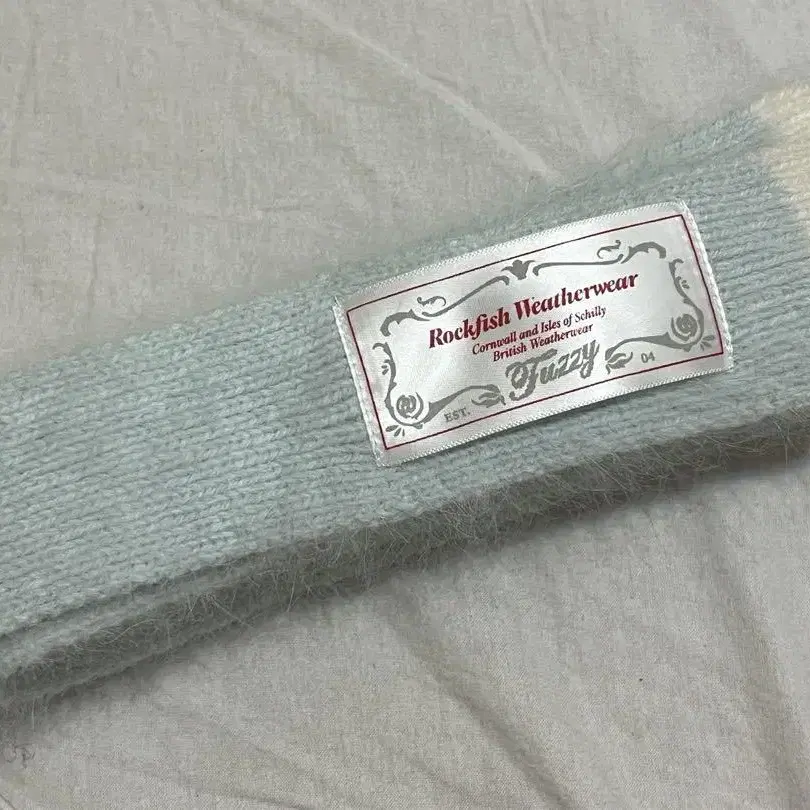 Rockfish Weatherwear
Cornwall and Isles of Schilly
British Weatherwear
Fuzzy
EST. 04